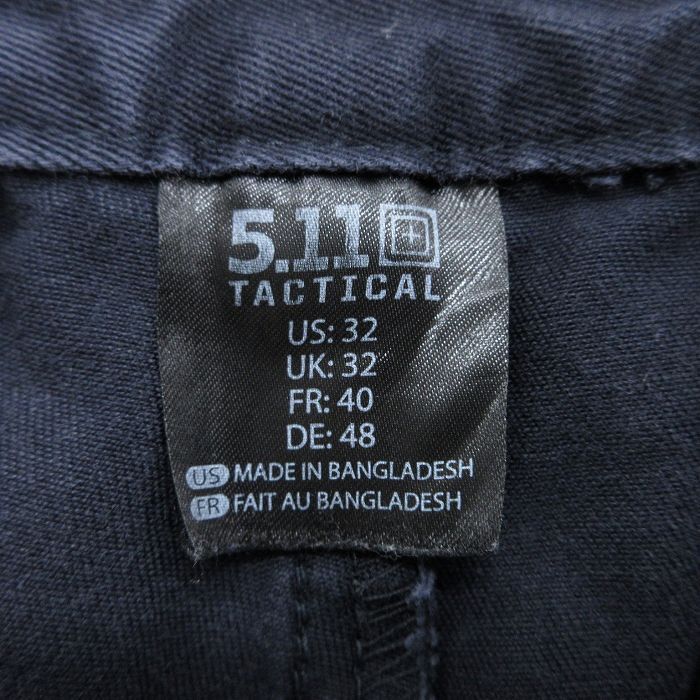 5.11
TACTICAL
US: 32
UK: 32
FR: 40
DE: 48
US MADE IN BANGLADESH
FR FAIT AU BANGLADESH